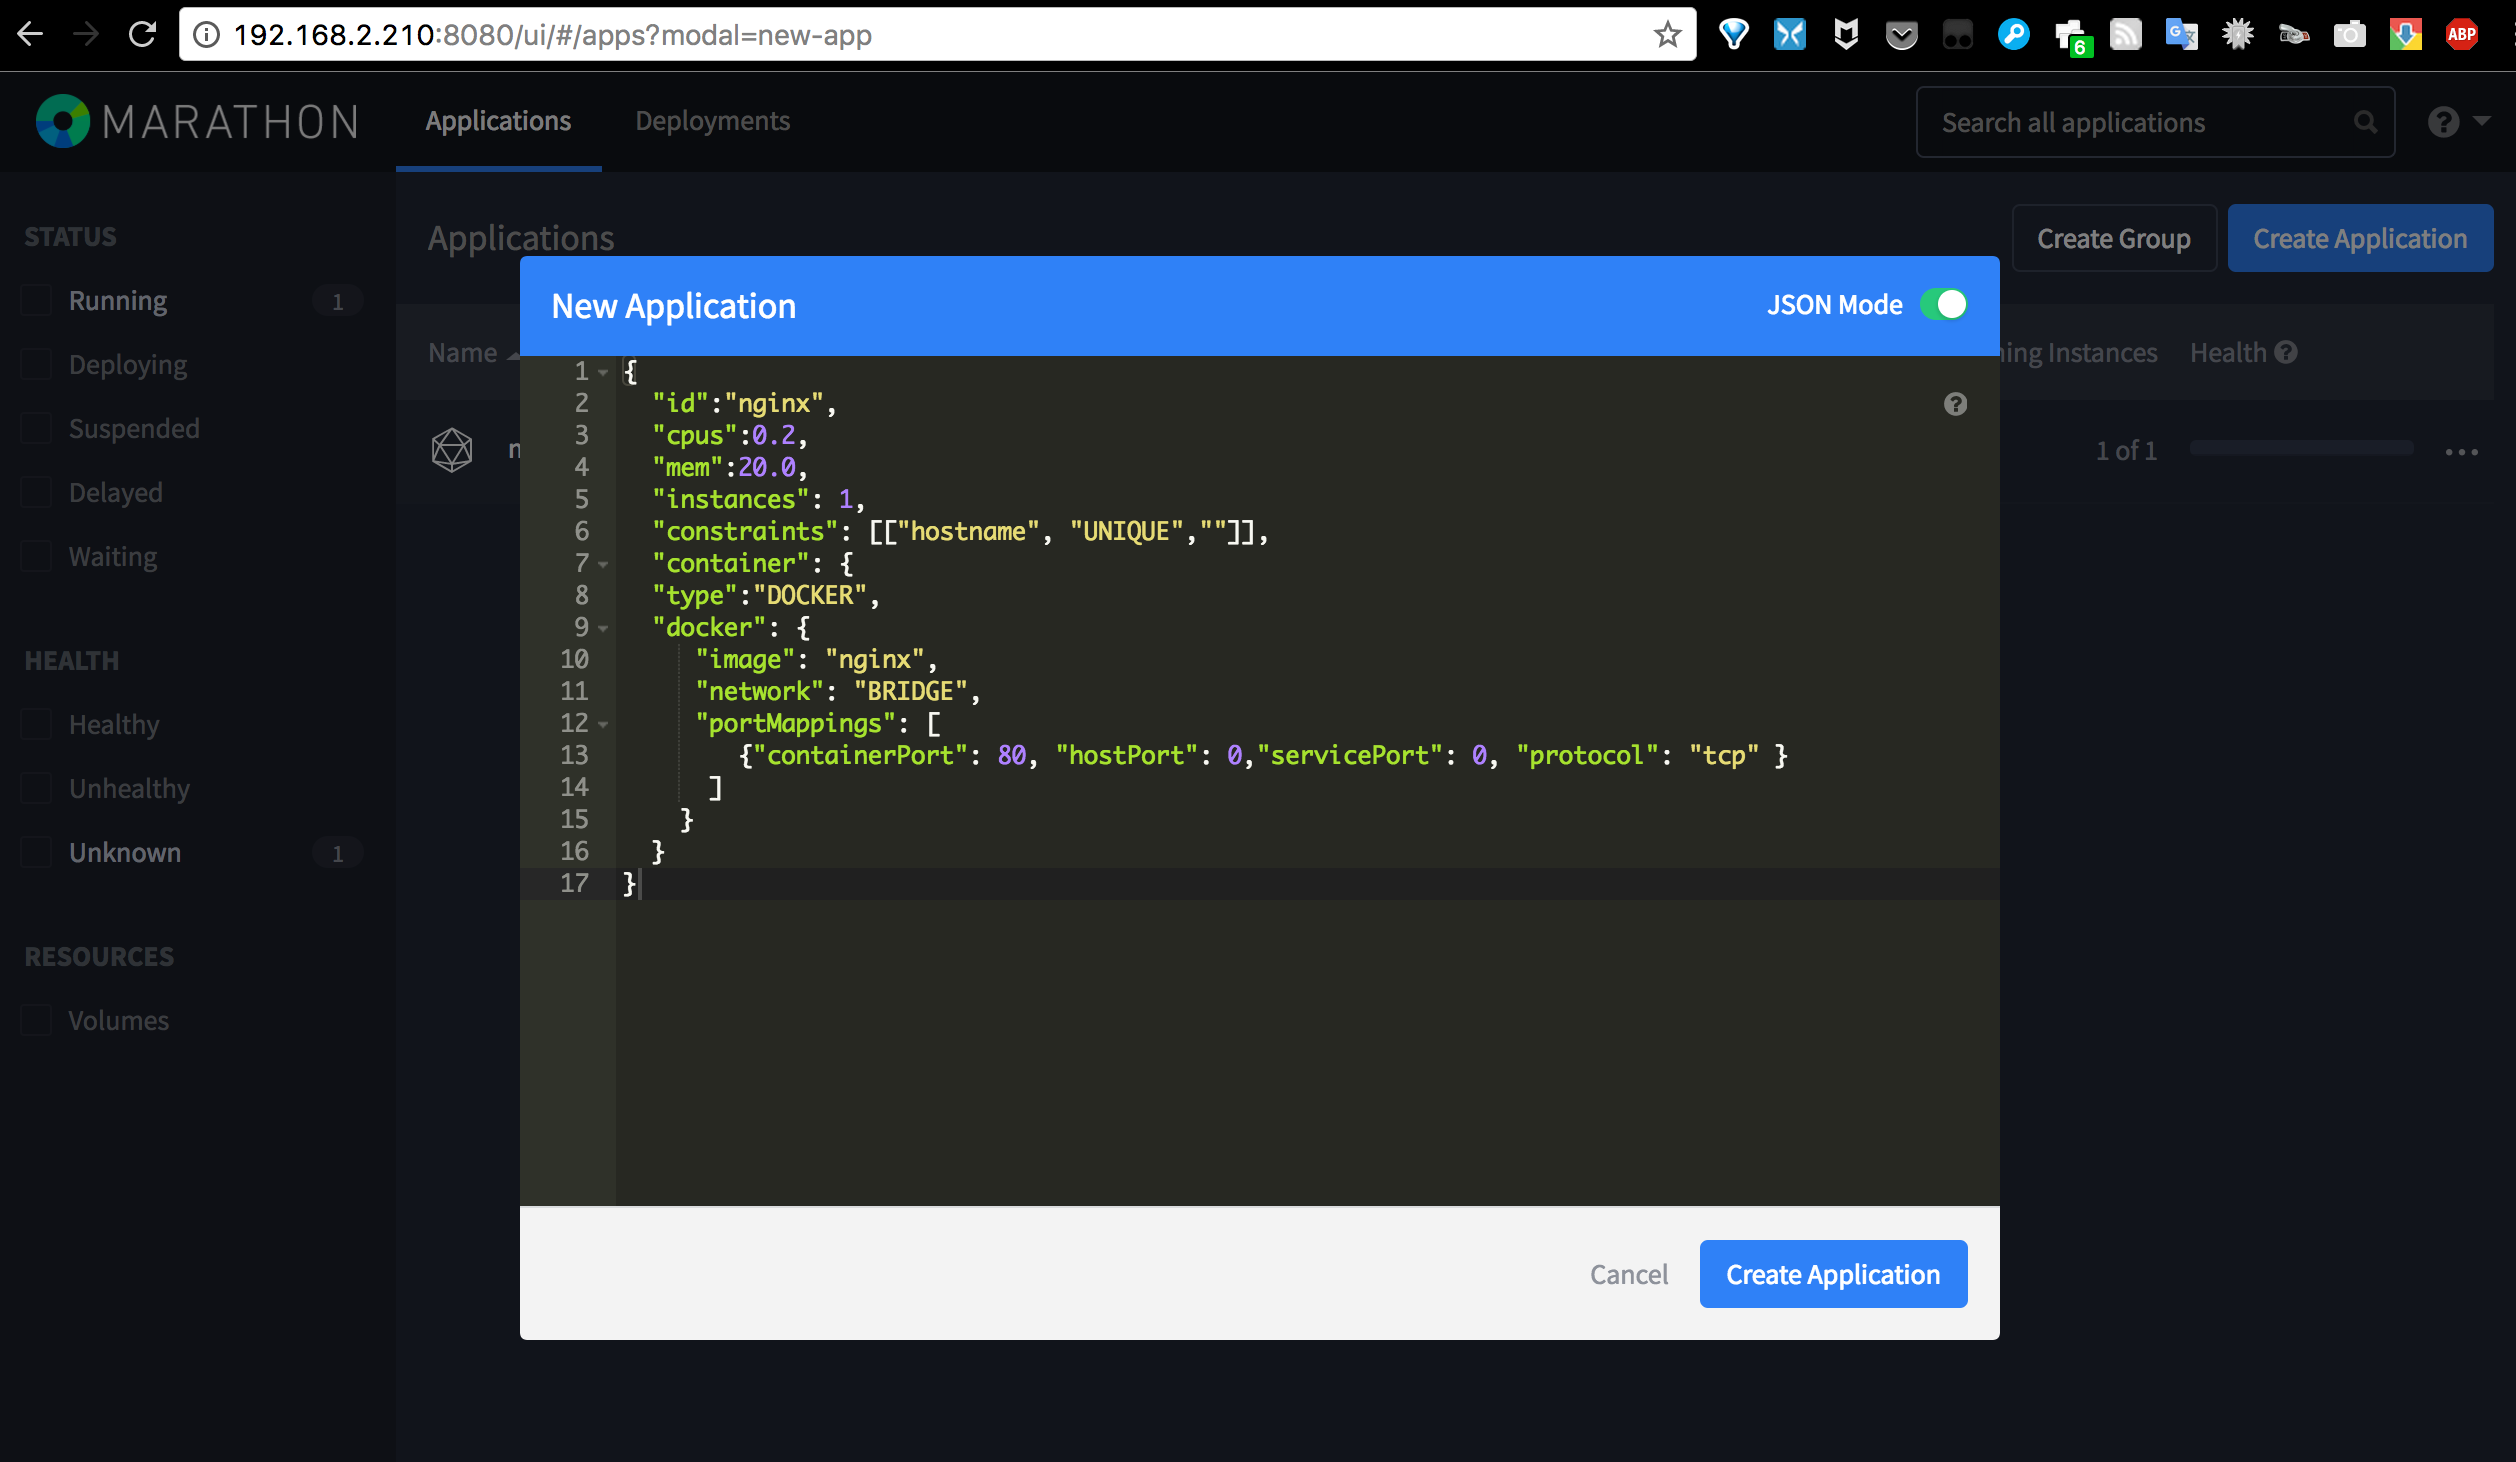 192.168.2.210:8080/ui/#/apps?modal=new-app
6
ABP
MARATHON
Applications
Deployments
Search all applications
STATUS
Running 1
Deploying
Suspended
Delayed
Waiting
HEALTH
Healthy
Unhealthy
Unknown 1
RESOURCES
Volumes
Applications
Create Group
Create Application
Name
ing Instances
Health
1 of 1
New Application
JSON Mode
1 {
2 "id":"nginx",
3 "cpus":0.2,
4 "mem":20.0,
5 "instances": 1,
6 "constraints": [["hostname", "UNIQUE",""]],
7 "container": {
8 "type":"DOCKER",
9 "docker": {
10 "image": "nginx",
11 "network": "BRIDGE",
12 "portMappings": [
13 {"containerPort": 80, "hostPort": 0,"servicePort": 0, "protocol": "tcp" }
14 ]
15 }
16 }
17 }
Cancel
Create Application